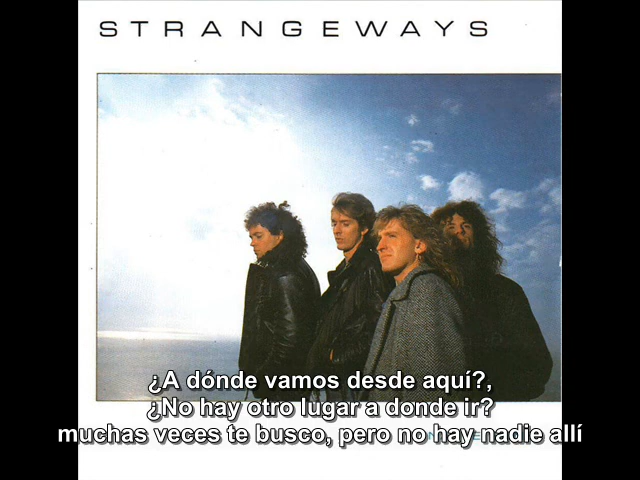 STRANGEWAYS
¿A dónde vamos desde aquí?,
¿No hay otro lugar a donde ir?
muchas veces te busco, pero no hay nadie allí